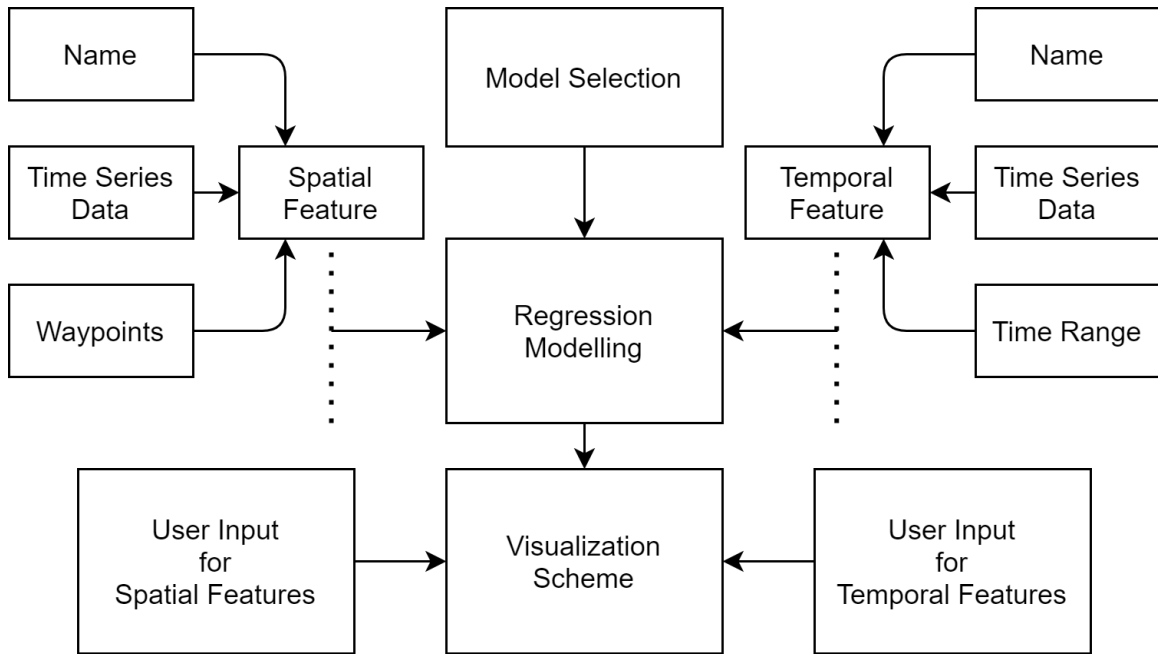 Name
Model Selection
Name
Time Series
Data
Spatial
Feature
Temporal
Feature
Time Series
Data
Waypoints
Regression
Modelling
Time Range
User Input
for
Spatial Features
Visualization
Scheme
User Input
for
Temporal Features